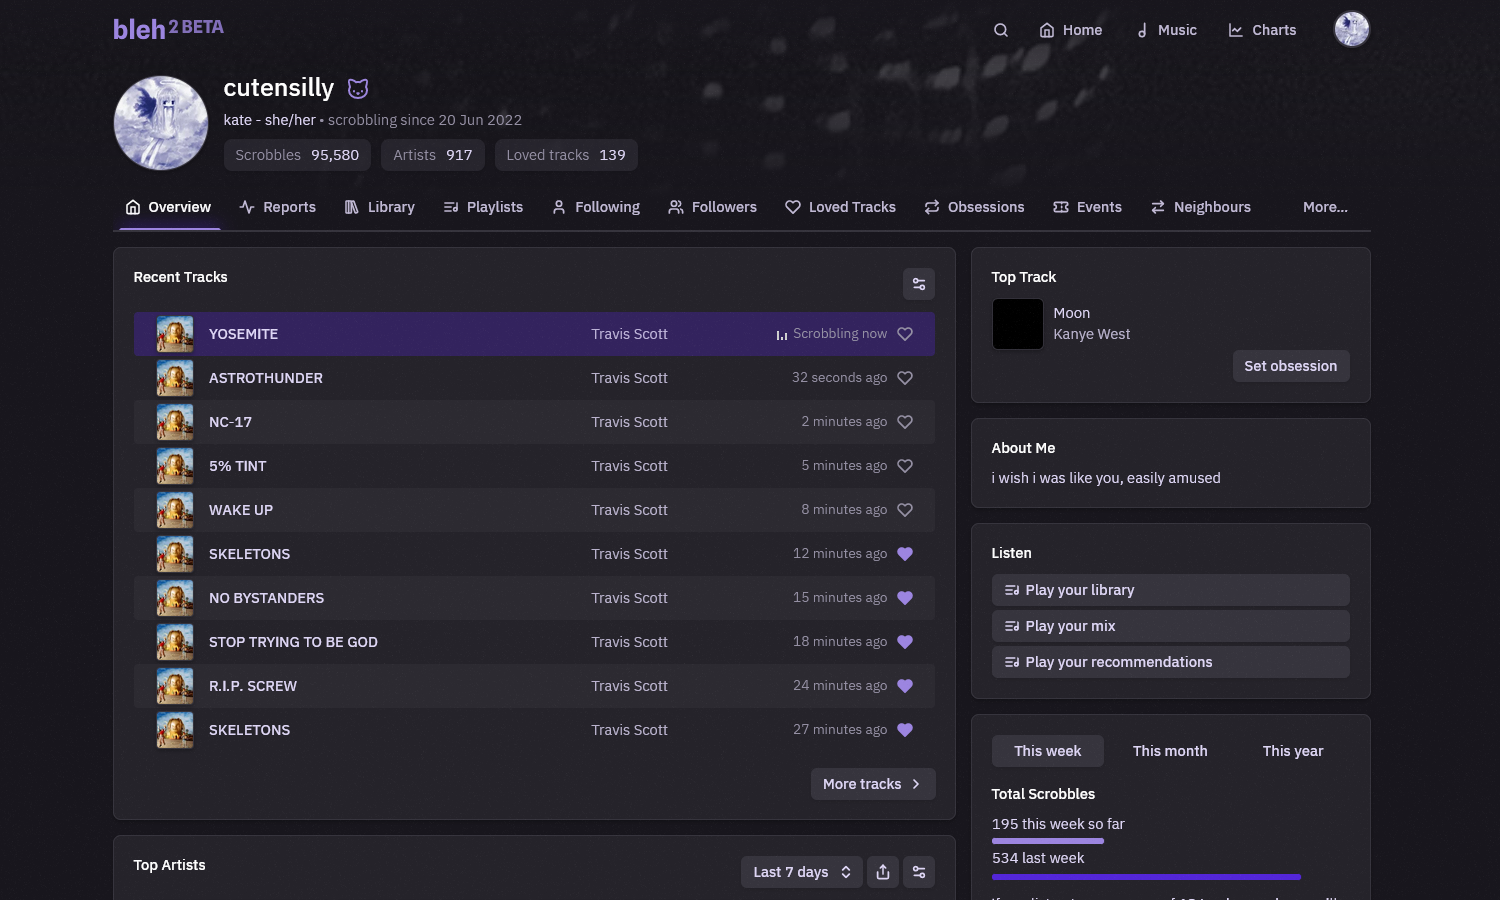 bleh 2 BETA
Home
Music
Charts
cutensilly
kate - she/her • scrobbling since 20 Jun 2022
Scrobbles 95,580
Artists 917
Loved tracks 139
Overview
Reports
Library
Playlists
Following
Followers
Loved Tracks
Obsessions
Events
Neighbours
More...
Recent Tracks
YOSEMITE Travis Scott Scrobbling now
ASTROTHUNDER Travis Scott 32 seconds ago
NC-17 Travis Scott 2 minutes ago
5% TINT Travis Scott 5 minutes ago
WAKE UP Travis Scott 8 minutes ago
SKELETONS Travis Scott 12 minutes ago
NO BYSTANDERS Travis Scott 15 minutes ago
STOP TRYING TO BE GOD Travis Scott 18 minutes ago
R.I.P. SCREW Travis Scott 24 minutes ago
SKELETONS Travis Scott 27 minutes ago
More tracks
Top Artists
Last 7 days
Top Track
Moon
Kanye West
Set obsession
About Me
i wish i was like you, easily amused
Listen
Play your library
Play your mix
Play your recommendations
This week
This month
This year
Total Scrobbles
195 this week so far
534 last week